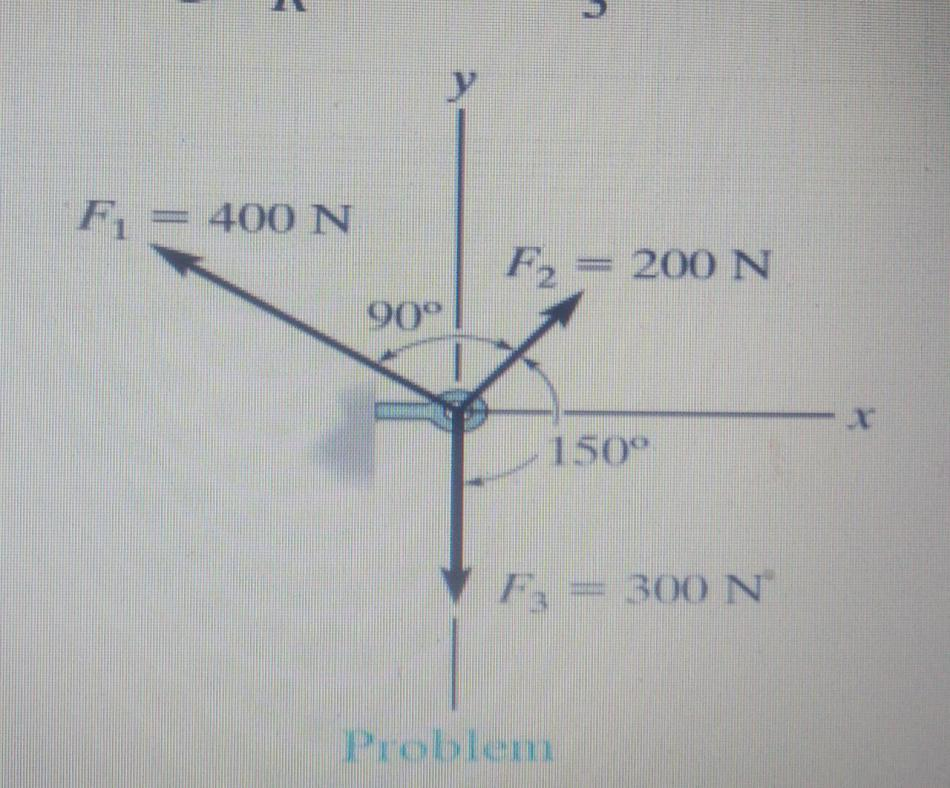 y
F₁ = 400 N
F₂ = 200 N
90°
x
150°
F₃ = 300 N
Problem